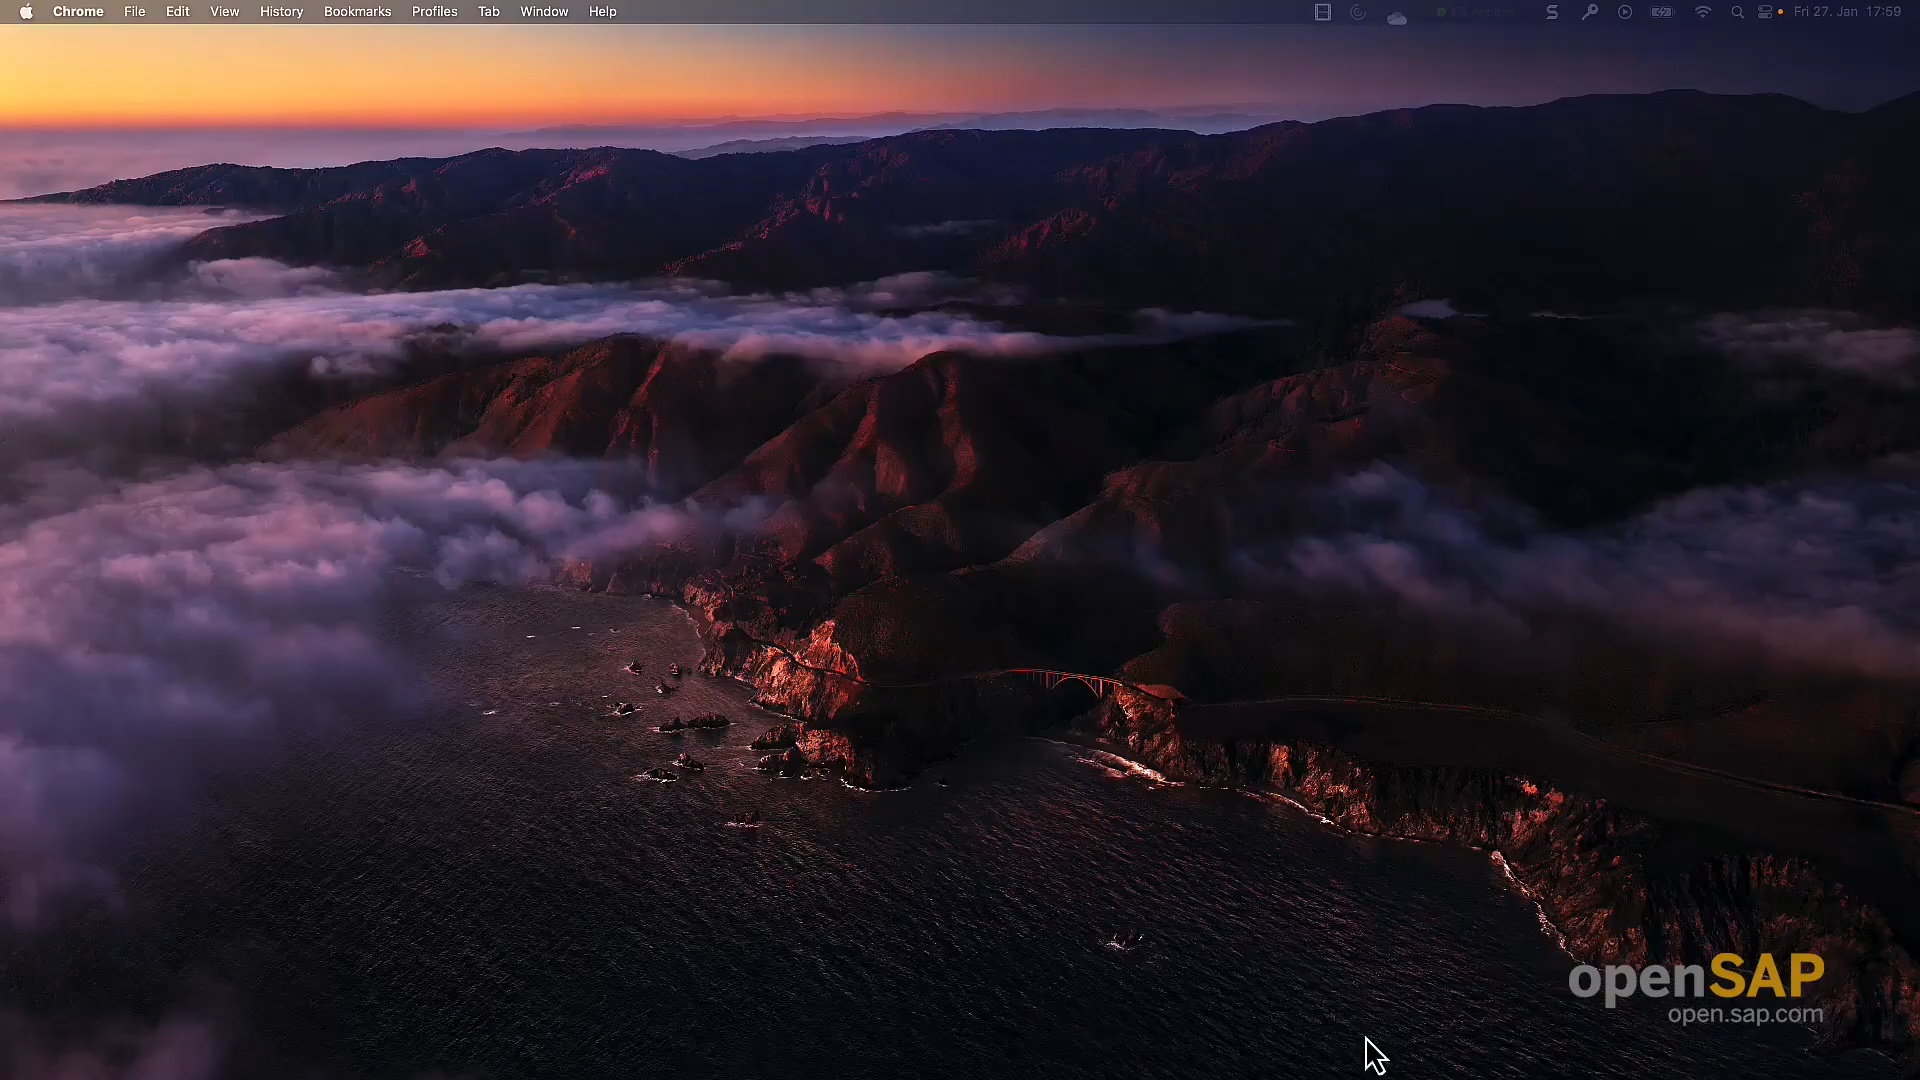 Chrome File Edit View History Bookmarks Profiles Tab Window Help Fri 27. Jan 17:59
openSAP
open.sap.com